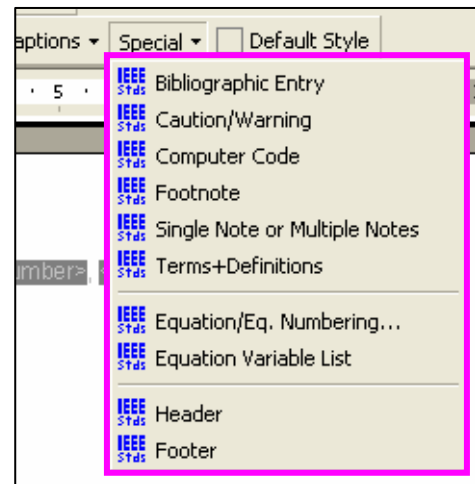 aptions Special Default Style
5
IEEE Stds Bibliographic Entry
IEEE Stds Caution/Warning
IEEE Stds Computer Code
IEEE Stds Footnote
IEEE Stds Single Note or Multiple Notes
umber>, <
IEEE Stds Terms+Definitions
IEEE Stds Equation/Eq. Numbering...
IEEE Stds Equation Variable List
IEEE Stds Header
IEEE Stds Footer